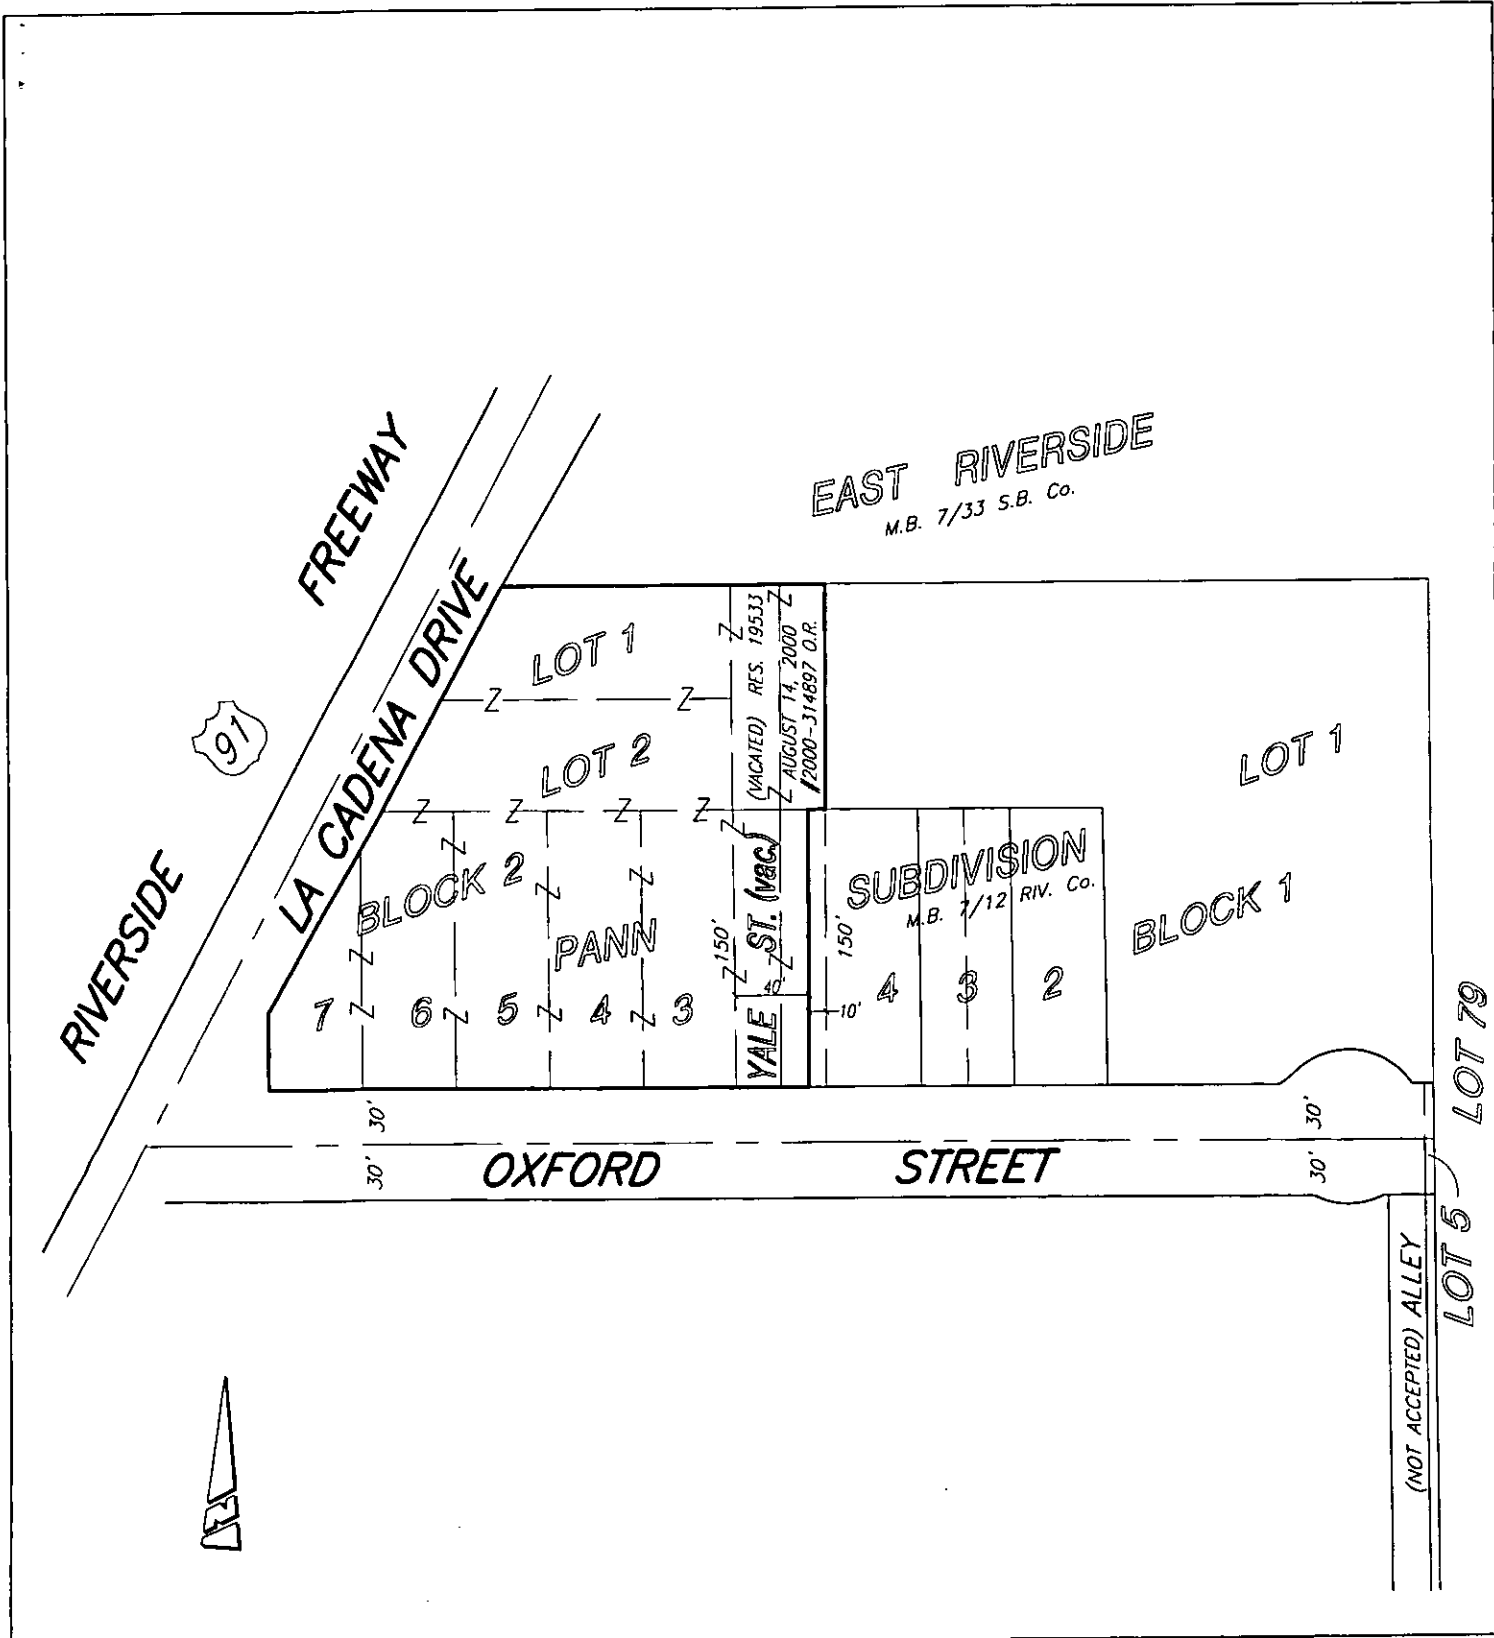 EAST RIVERSIDE
M.B. 7/33 S.B. Co.
FREEWAY
RIVERSIDE
91
LA CADENA DRIVE
LOT 1
LOT 2
(VACATED) RES. 19533
AUGUST 14, 2000
#2000-314897 O.R.
LOT 1
BLOCK 1
BLOCK 2
PANN
SUBDIVISION
M.B. 7/12 RIV. Co.
7
6
5
4
3
150'
YALE ST. (vac.)
40'
150'
10'
4
3
2
LOT 79
30'
30'
OXFORD STREET
30'
30'
LOT 5
(NOT ACCEPTED) ALLEY